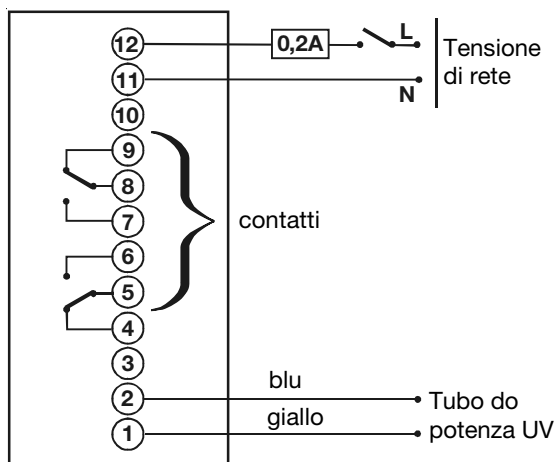 12 0,2A L
Tensione
di rete
11 N
10
9
8
7
contatti
6
5
4
3
2 blu
1 giallo
Tubo do
potenza UV